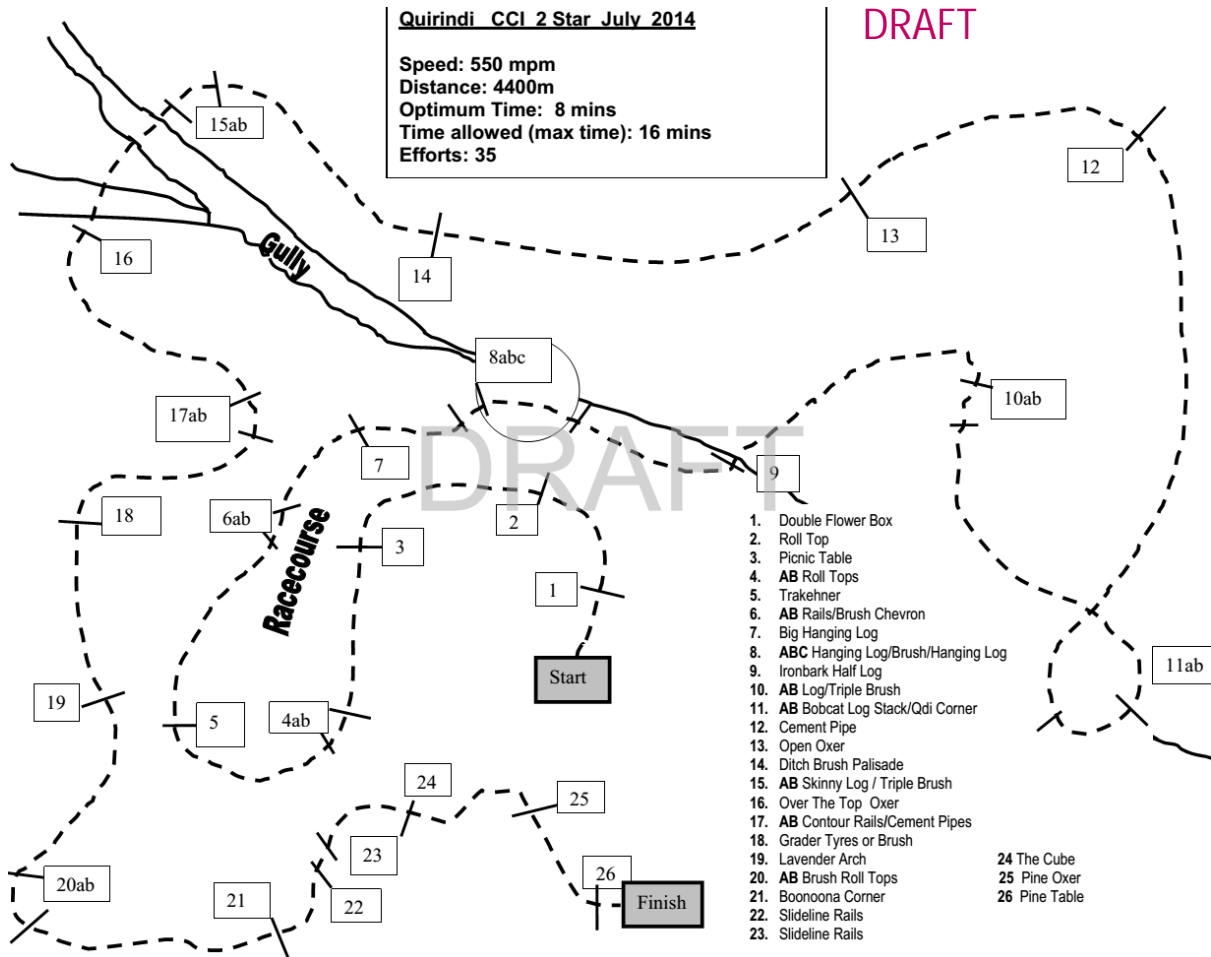 Quirindi CCI 2 Star July 2014
DRAFT
Speed: 550 mpm
Distance: 4400m
Optimum Time: 8 mins
Time allowed (max time): 16 mins
Efforts: 35
15ab
12
13
16
Gully
14
8abc
17ab
10ab
7
9
18
6ab
DRAFT
2
Racecourse
3
1
Start
11ab
19
5
4ab
24
25
23
20ab
21
22
26
Finish
1. Double Flower Box
2. Roll Top
3. Picnic Table
4. AB Roll Tops
5. Trakehner
6. AB Rails/Brush Chevron
7. Big Hanging Log
8. ABC Hanging Log/Brush/Hanging Log
9. Ironbark Half Log
10. AB Log/Triple Brush
11. AB Bobcat Log Stack/Qdi Corner
12. Cement Pipe
13. Open Oxer
14. Ditch Brush Palisade
15. AB Skinny Log / Triple Brush
16. Over The Top Oxer
17. AB Contour Rails/Cement Pipes
18. Grader Tyres or Brush
19. Lavender Arch
20. AB Brush Roll Tops
21. Boonoona Corner
22. Slideline Rails
23. Slideline Rails
24 The Cube
25 Pine Oxer
26 Pine Table